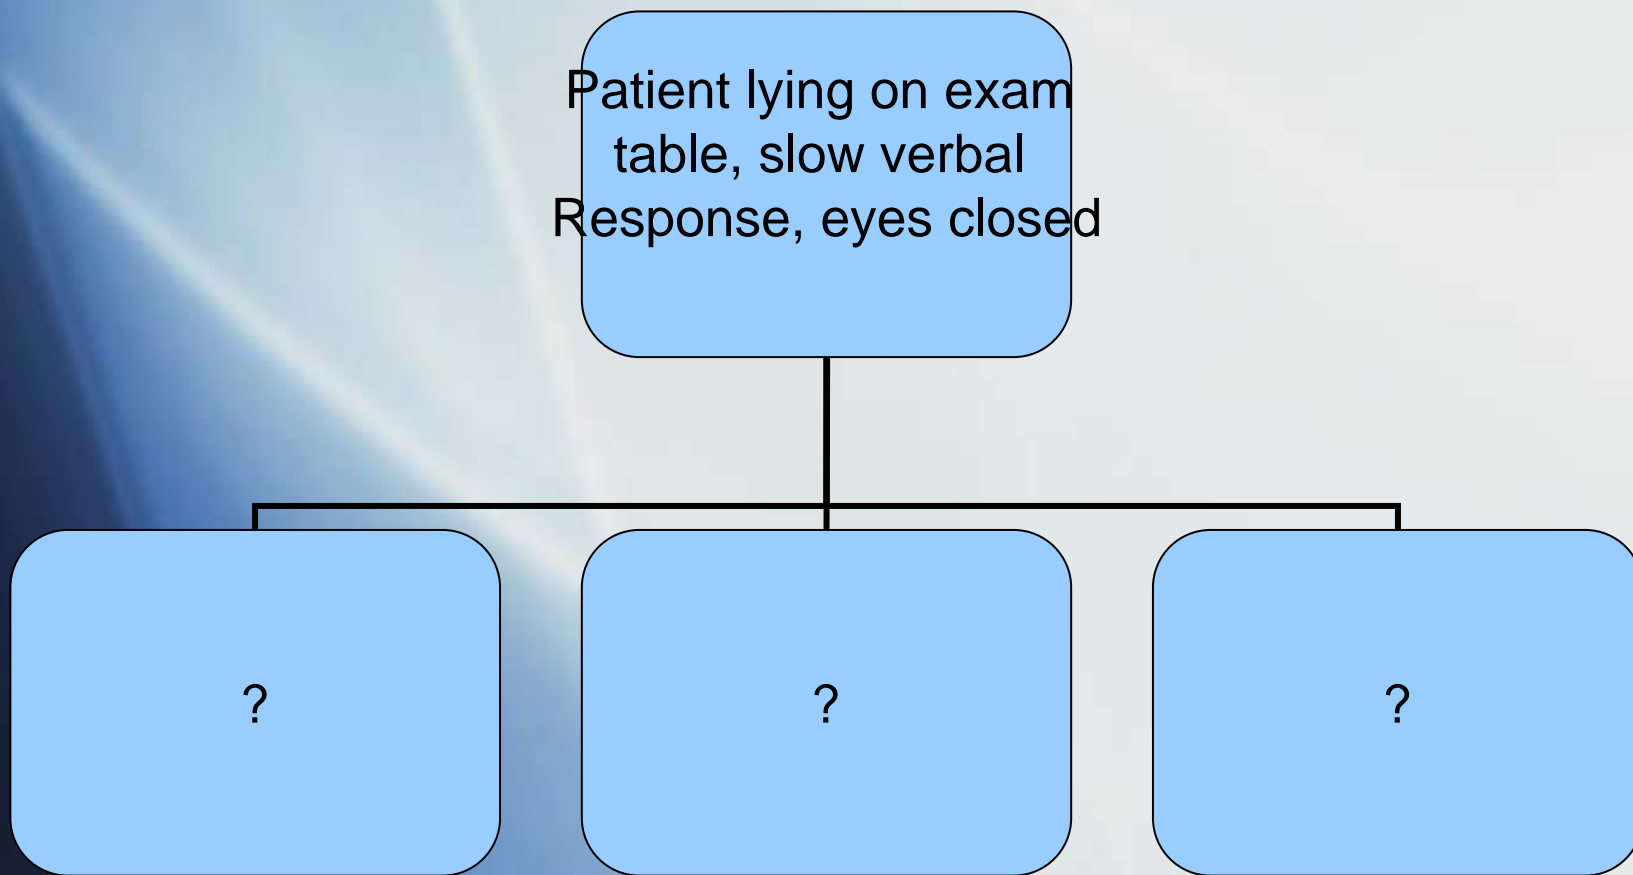 Patient lying on exam
table, slow verbal
Response, eyes closed
?
?
?